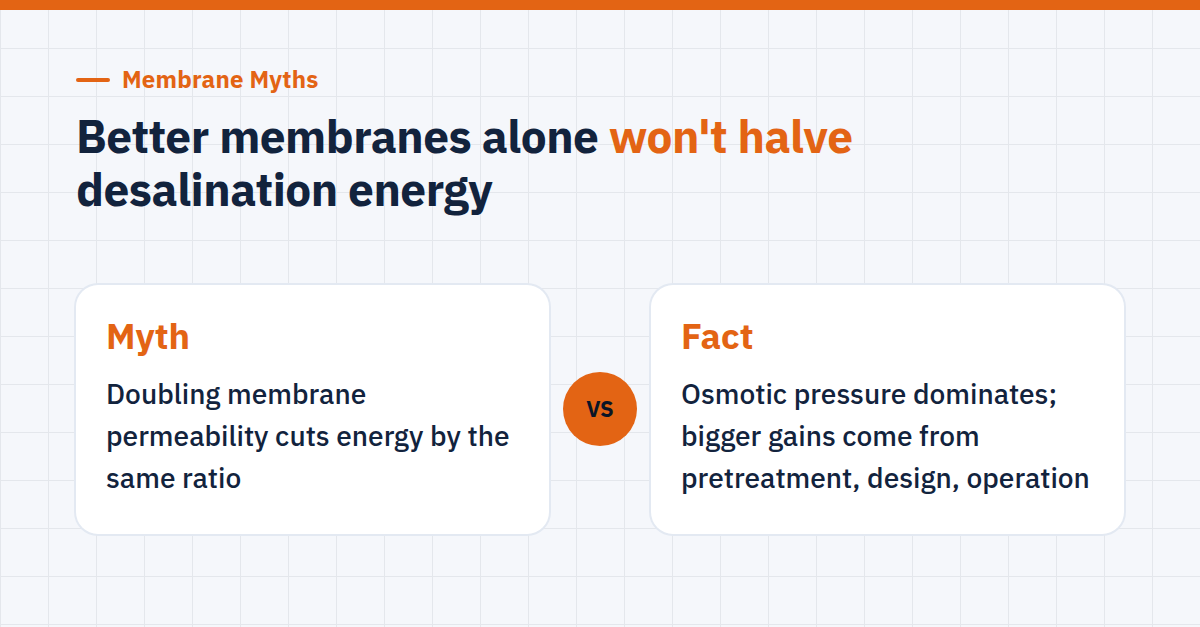 Membrane Myths
Better membranes alone won't halve
desalination energy
Myth
Doubling membrane
permeability cuts energy by the
same ratio
VS
Fact
Osmotic pressure dominates;
bigger gains come from
pretreatment, design, operation